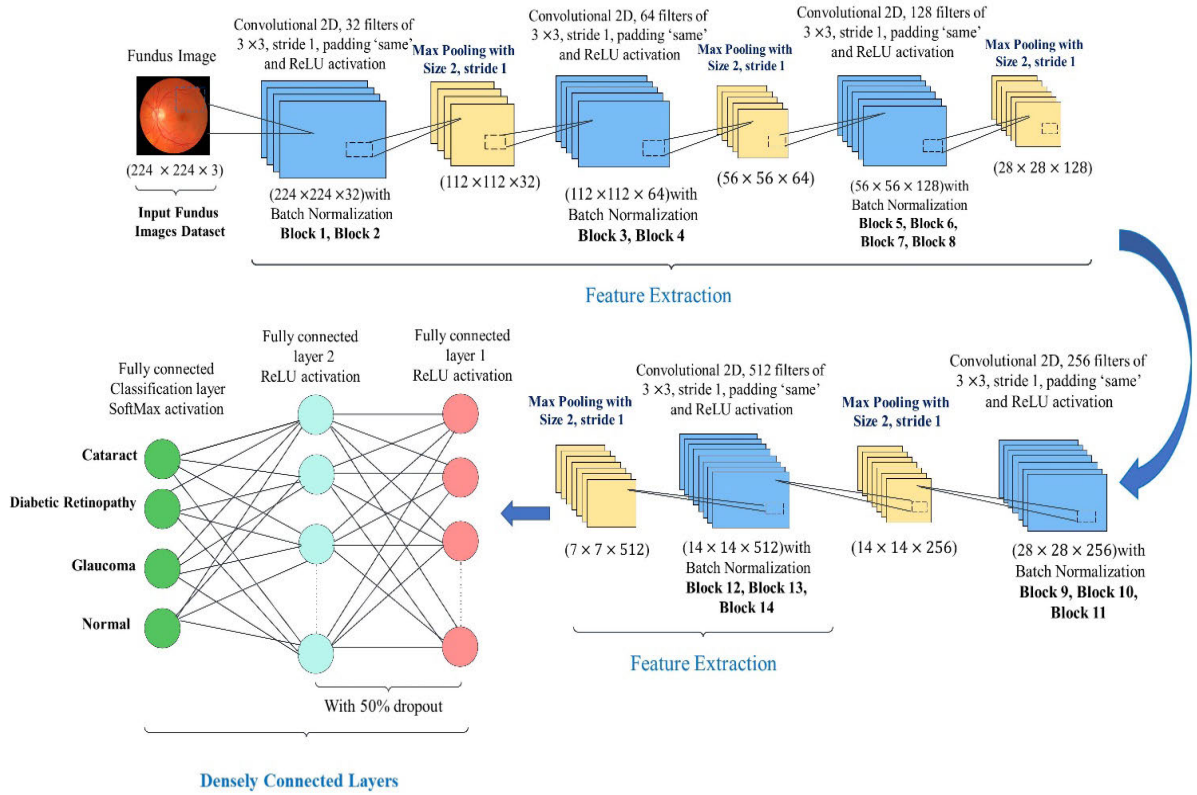 Fundus Image
(224 × 224 × 3)
Input Fundus
Images Dataset
Convolutional 2D, 32 filters of
3 ×3, stride 1, padding ‘same’
and ReLU activation
(224 ×224 ×32)with
Batch Normalization
Block 1, Block 2
Max Pooling with
Size 2, stride 1
(112 ×112 ×32)
Convolutional 2D, 64 filters of
3 ×3, stride 1, padding ‘same’
and ReLU activation
(112 ×112 × 64)with
Batch Normalization
Block 3, Block 4
Max Pooling with
Size 2, stride 1
(56 × 56 × 64)
Convolutional 2D, 128 filters of
3 ×3, stride 1, padding ‘same’
and ReLU activation
(56 × 56 × 128)with
Batch Normalization
Block 5, Block 6,
Block 7, Block 8
Max Pooling with
Size 2, stride 1
(28 × 28 × 128)
Feature Extraction
Fully connected
Classification layer
SoftMax activation
Fully connected
layer 2
ReLU activation
Fully connected
layer 1
ReLU activation
Cataract
Diabetic Retinopathy
Glaucoma
Normal
With 50% dropout
Densely Connected Layers
Max Pooling with
Size 2, stride 1
(7 × 7 × 512)
Convolutional 2D, 512 filters of
3 ×3, stride 1, padding ‘same’
and ReLU activation
(14 × 14 × 512)with
Batch Normalization
Block 12, Block 13,
Block 14
Max Pooling with
Size 2, stride 1
(14 × 14 × 256)
Convolutional 2D, 256 filters of
3 ×3, stride 1, padding ‘same’
and ReLU activation
(28 × 28 × 256)with
Batch Normalization
Block 9, Block 10,
Block 11
Feature Extraction